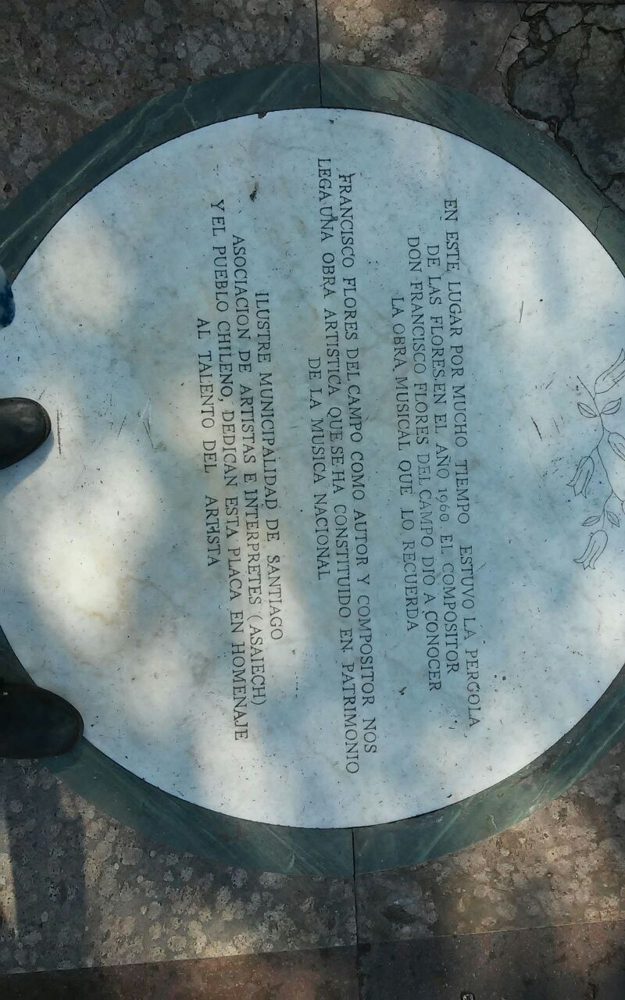 EN ESTE LUGAR POR MUCHO TIEMPO ESTUVO LA PERGOLA
DE LAS FLORES. EN EL AÑO 1960 EL COMPOSITOR
DON FRANCISCO FLORES DEL CAMPO DIO A CONOCER
LA OBRA MUSICAL QUE LO RECUERDA
FRANCISCO FLORES DEL CAMPO COMO AUTOR Y COMPOSITOR NOS
LEGA UNA OBRA ARTISTICA QUE SE HA CONSTITUIDO EN PATRIMONIO
DE LA MUSICA NACIONAL
ILUSTRE MUNICIPALIDAD DE SANTIAGO
ASOCIACION DE ARTISTAS E INTERPRETES (ASAIECH)
Y EL PUEBLO CHILENO, DEDICAN ESTA PLACA EN HOMENAJE
AL TALENTO DEL ARTISTA